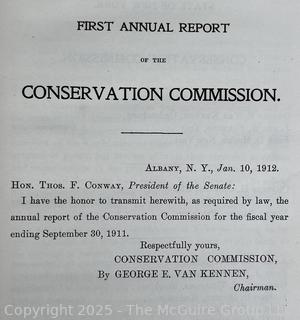 FIRST ANNUAL REPORT
OF THE
CONSERVATION COMMISSION.
ALBANY, N. Y., Jan. 10, 1912.
HON. THOS. F. CONWAY, President of the Senate:
I have the honor to transmit herewith, as required by law, the
annual report of the Conservation Commission for the fiscal year
ending September 30, 1911.
Respectfully yours,
CONSERVATION COMMISSION,
By GEORGE E. VAN KENNEN,
Chairman.
Copyright 2025 - The McGuire Group